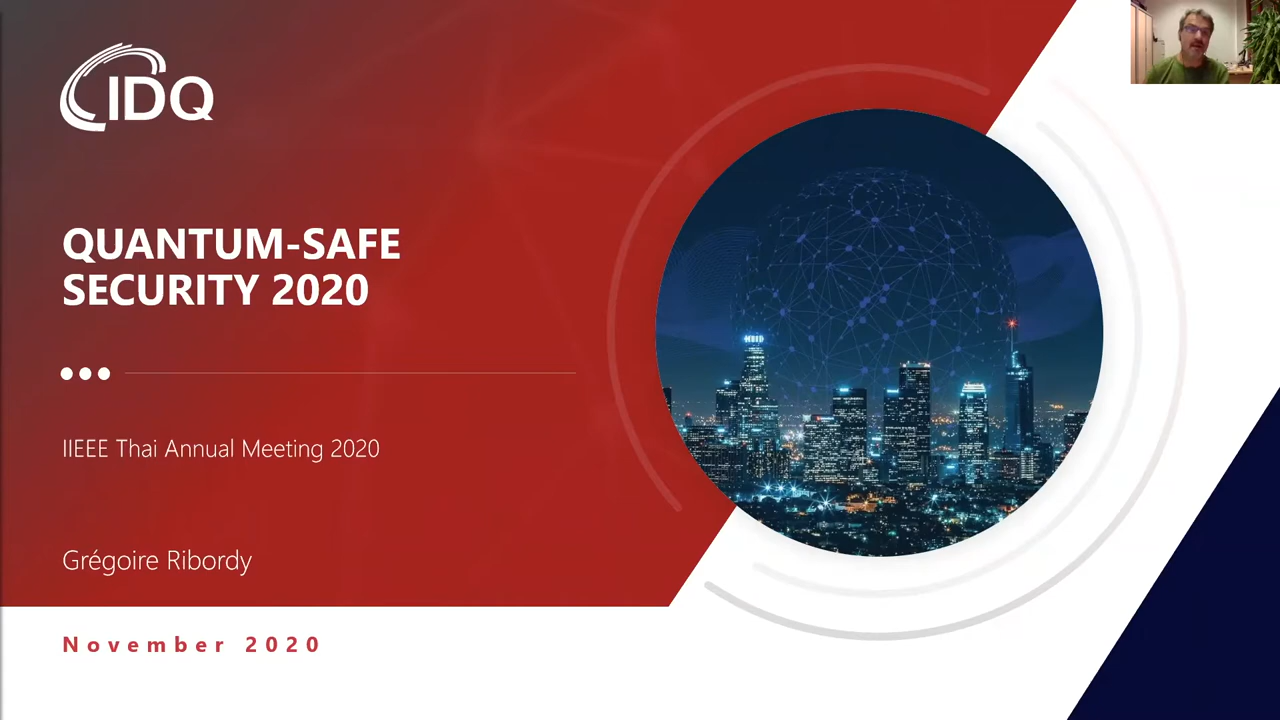 IDQ
QUANTUM-SAFE
SECURITY 2020
IIEEE Thai Annual Meeting 2020
Grégoire Ribordy
November 2020